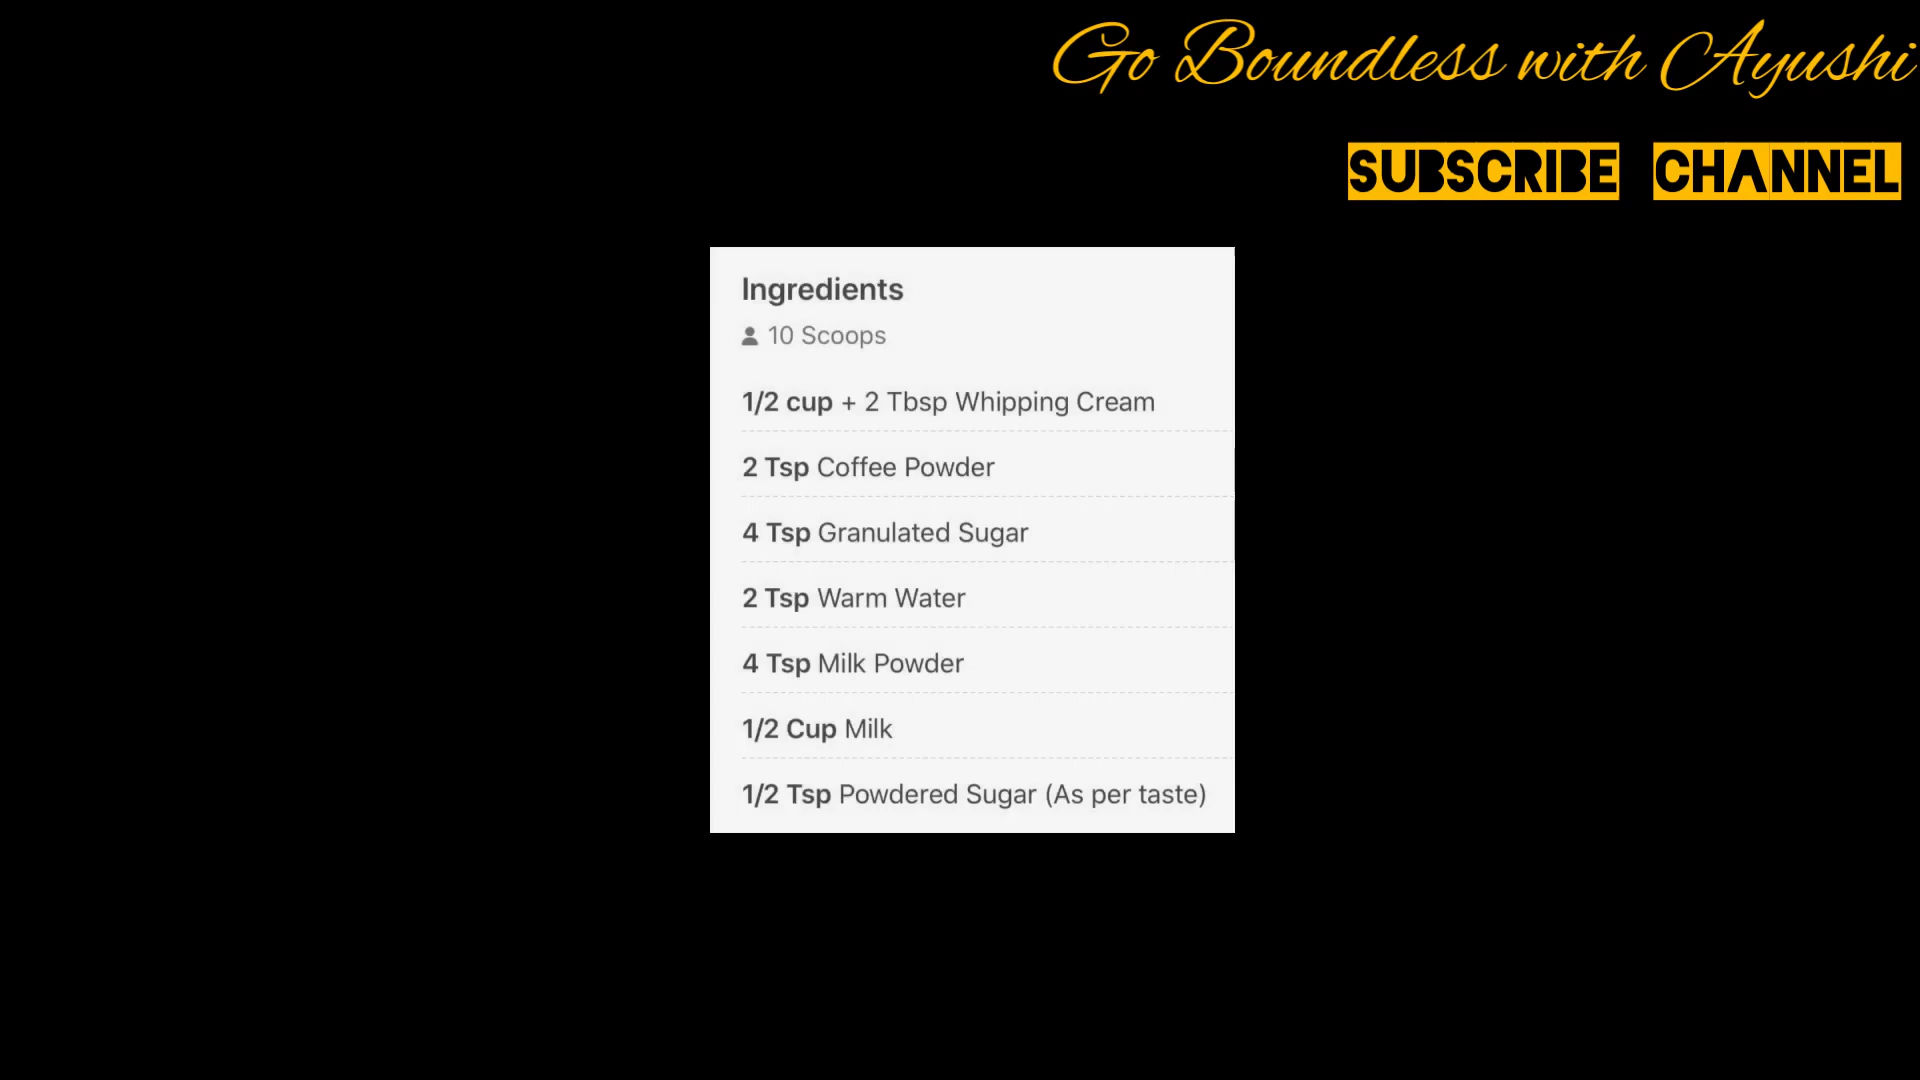 Go Boundless with Ayushi
SUBSCRIBE CHANNEL
Ingredients
10 Scoops
1/2 cup + 2 Tbsp Whipping Cream
2 Tsp Coffee Powder
4 Tsp Granulated Sugar
2 Tsp Warm Water
4 Tsp Milk Powder
1/2 Cup Milk
1/2 Tsp Powdered Sugar (As per taste)